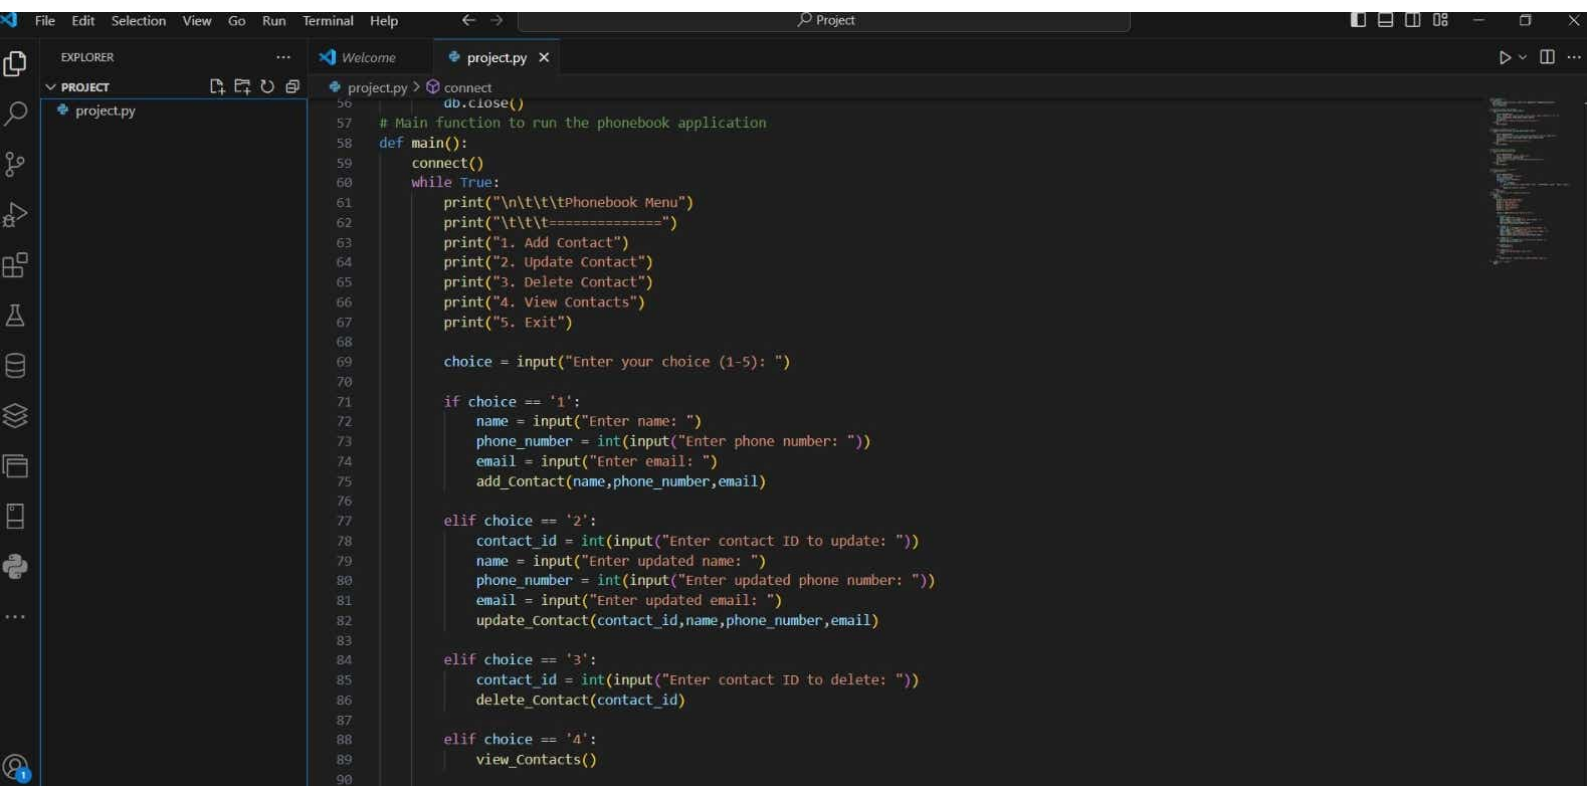 File Edit Selection View Go Run Terminal Help Project
EXPLORER
Welcome project.py
PROJECT
project.py > connect
project.py
56 db.close()
57 # Main function to run the phonebook application
58 def main():
59 connect()
60 while True:
61 print("\n\t\t\tPhonebook Menu")
62 print("\t\t\t==============")
63 print("1. Add Contact")
64 print("2. Update Contact")
65 print("3. Delete Contact")
66 print("4. View Contacts")
67 print("5. Exit")
68
69 choice = input("Enter your choice (1-5): ")
70
71 if choice == '1':
72 name = input("Enter name: ")
73 phone_number = int(input("Enter phone number: "))
74 email = input("Enter email: ")
75 add_Contact(name,phone_number,email)
76
77 elif choice == '2':
78 contact_id = int(input("Enter contact ID to update: "))
79 name = input("Enter updated name: ")
80 phone_number = int(input("Enter updated phone number: "))
81 email = input("Enter updated email: ")
82 update_Contact(contact_id,name,phone_number,email)
83
84 elif choice == '3':
85 contact_id = int(input("Enter contact ID to delete: "))
86 delete_Contact(contact_id)
87
88 elif choice == '4':
89 view_Contacts()
90
1